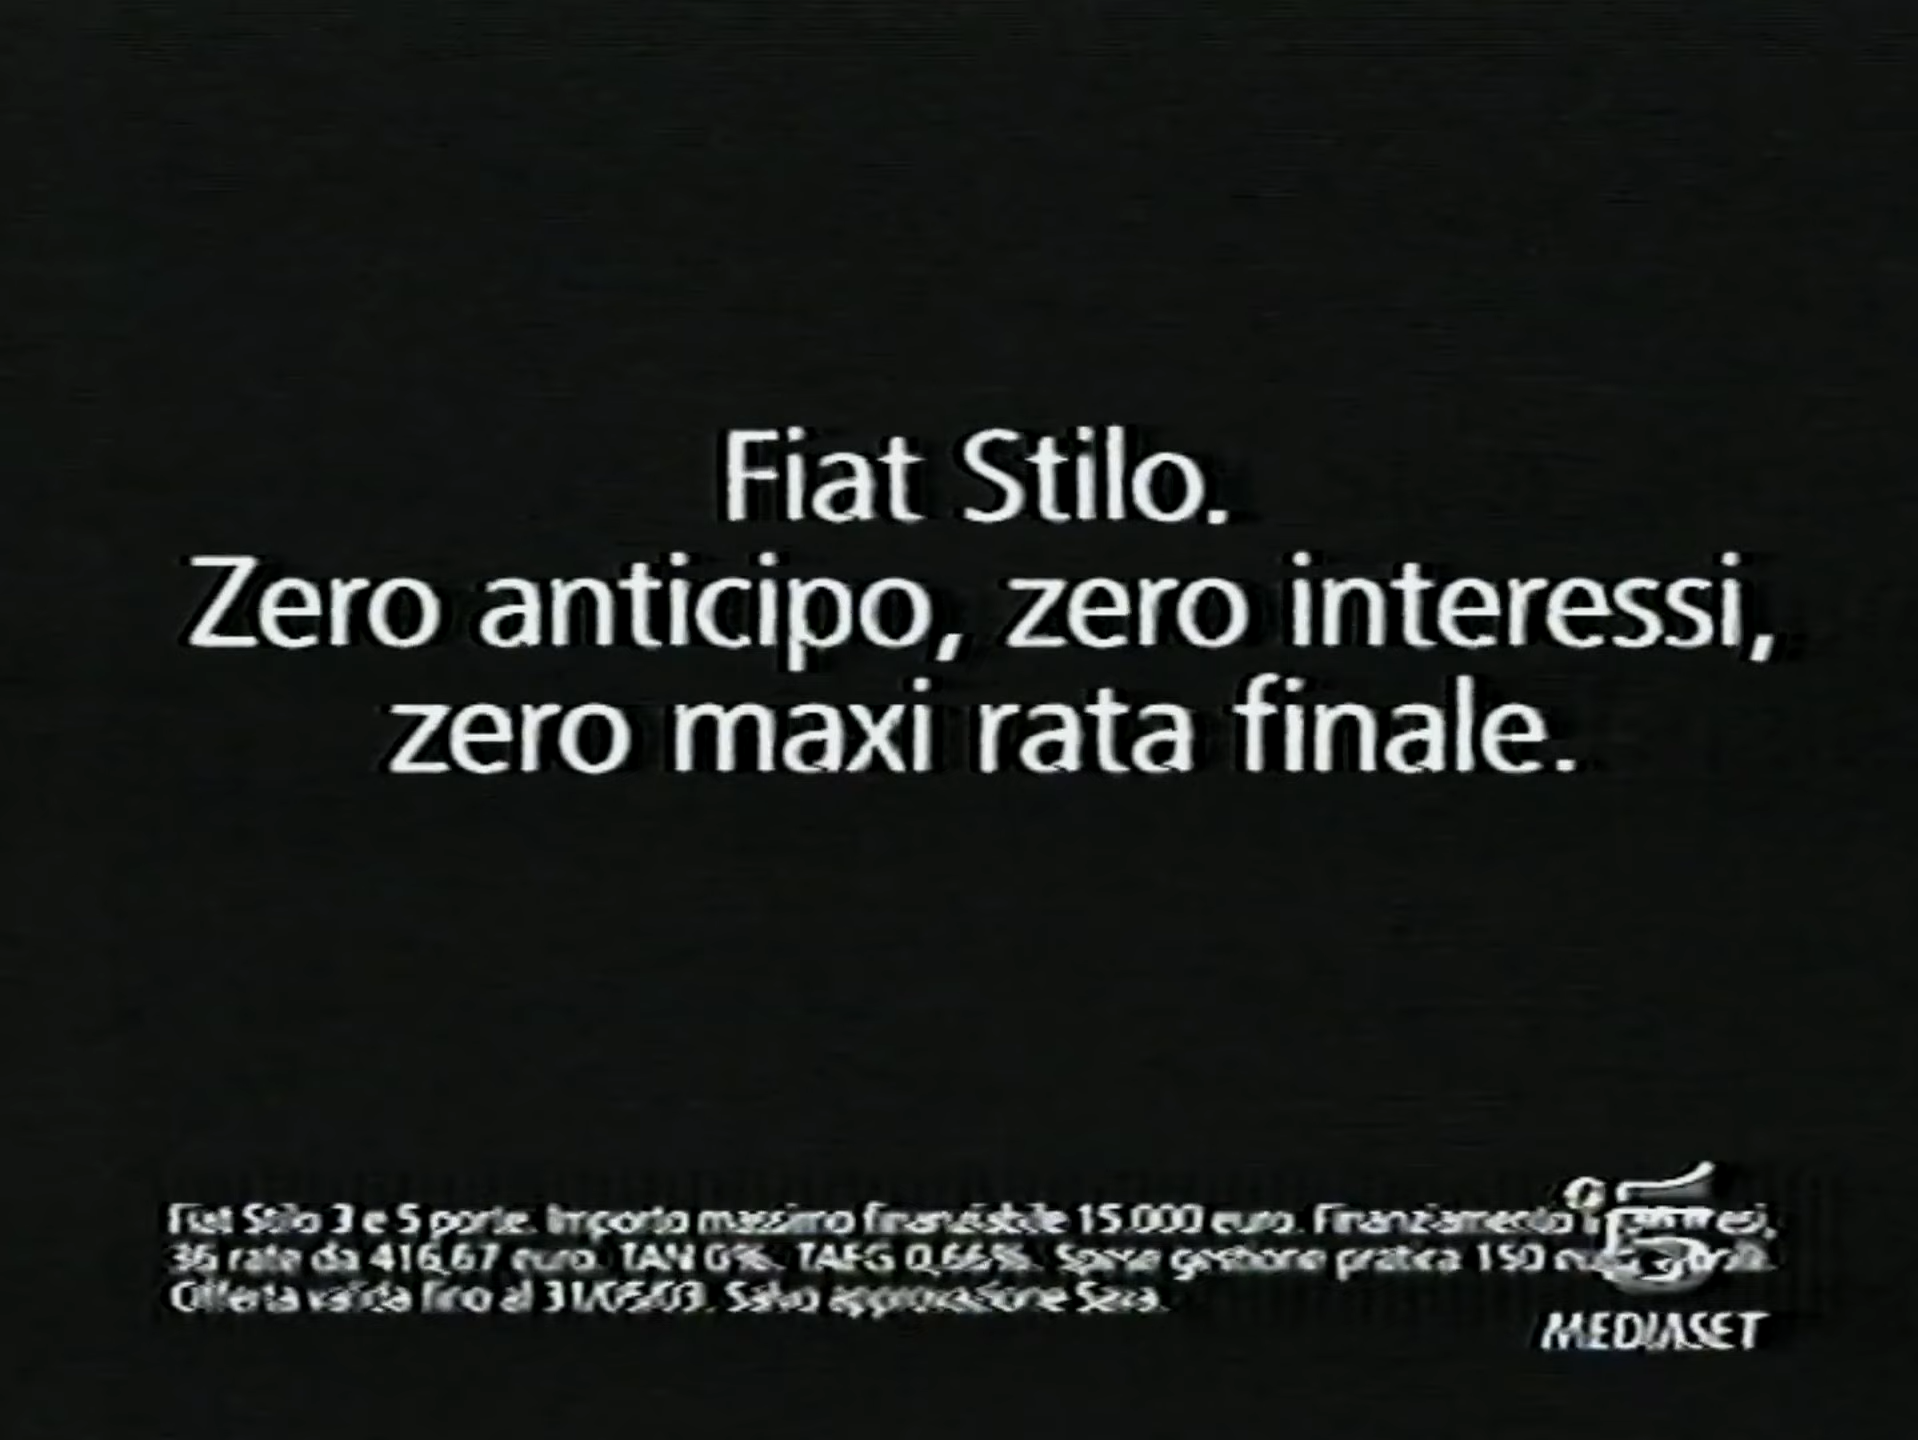 Fiat Stilo.
Zero anticipo, zero interessi,
zero maxi rata finale.
Fiat Stilo 3 e 5 porte. Importo massimo finanziabile 15.000 euro. Finanziamento
36 rate da 416,67 euro. TAN 0%. TAEG 0,66%. Spese gestione pratica 150 euro
Offerta valida fino al 31/05/03. Salvo approvazione Sava.
5
MEDIASET